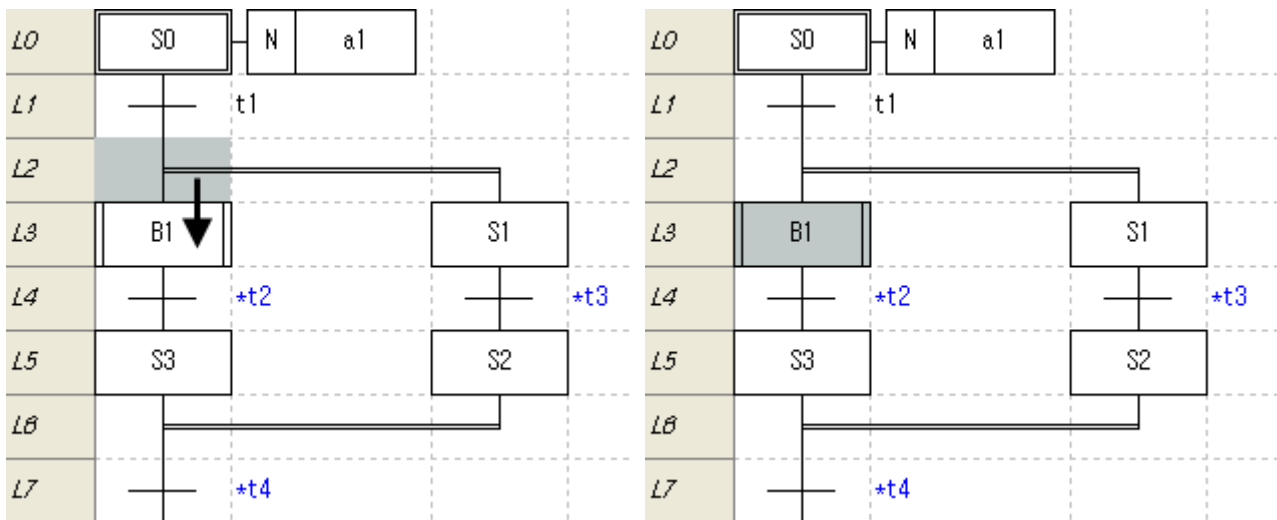 L0 S0 N a1 L0 S0 N a1
L1 t1 L1 t1
L2 L2
L3 B1 S1 L3 B1 S1
L4 *t2 *t3 L4 *t2 *t3
L5 S3 S2 L5 S3 S2
L6 L6
L7 *t4 L7 *t4